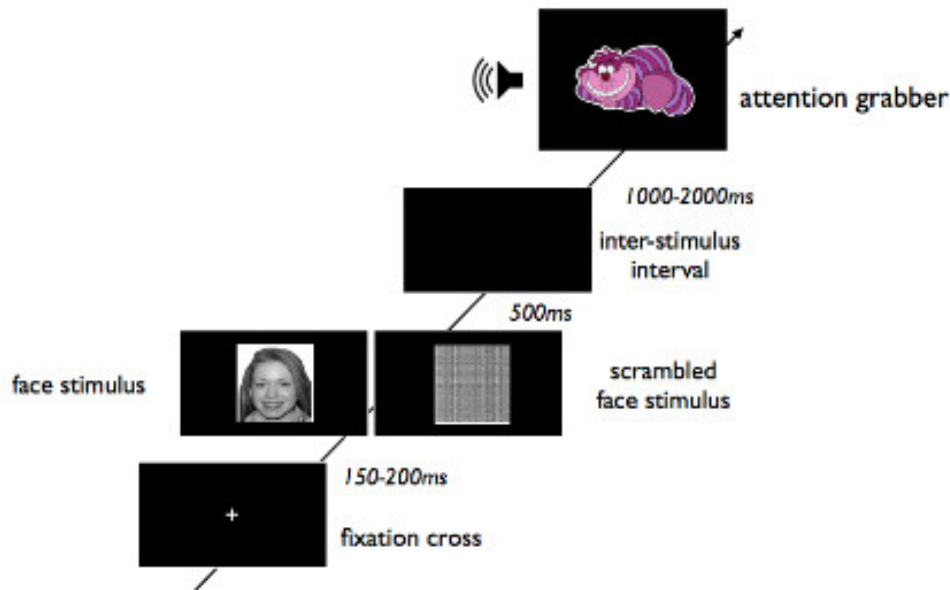 attention grabber
1000-2000ms
inter-stimulus
interval
500ms
face stimulus
scrambled
face stimulus
150-200ms
fixation cross